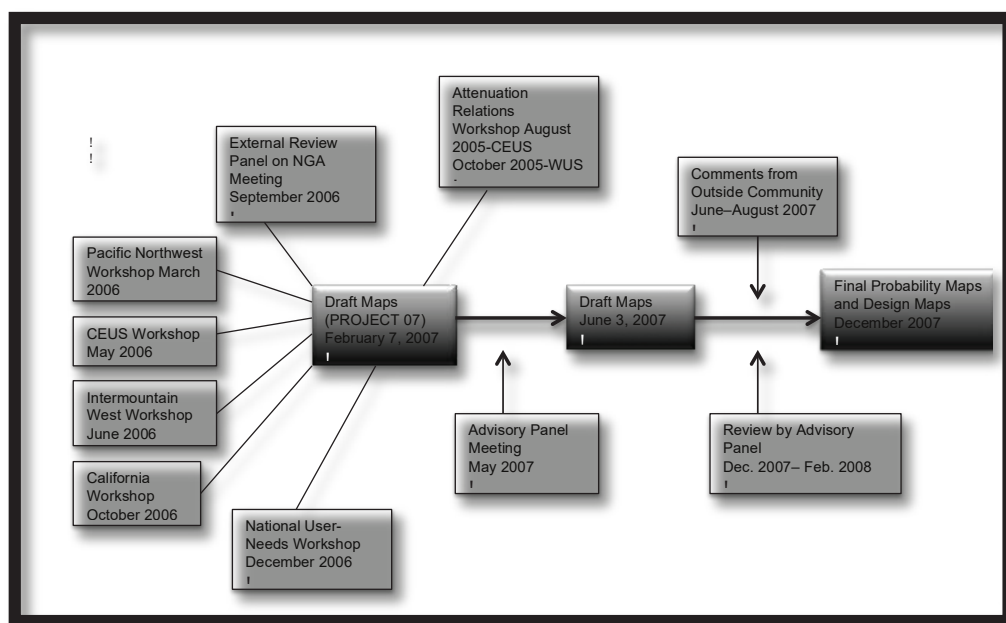 !
!
Attenuation
Relations
Workshop August
2005-CEUS
October 2005-WUS
External Review
Panel on NGA
Meeting
September 2006
!
Comments from
Outside Community
June–August 2007
!
Pacific Northwest
Workshop March
2006
CEUS Workshop
May 2006
Intermountain
West Workshop
June 2006
California
Workshop
October 2006
National User-
Needs Workshop
December 2006
!
Draft Maps
(PROJECT 07)
February 7, 2007
!
Advisory Panel
Meeting
May 2007
!
Draft Maps
June 3, 2007
!
Review by Advisory
Panel
Dec. 2007– Feb. 2008
!
Final Probability Maps
and Design Maps
December 2007
!